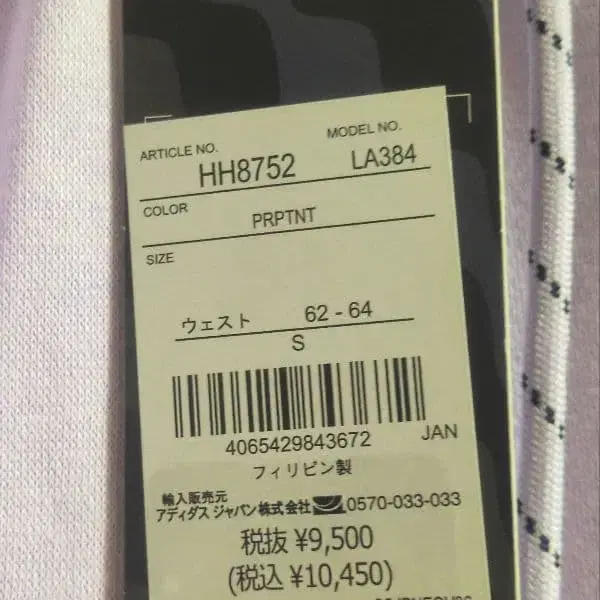 ARTICLE NO. MODEL NO.
HH8752 LA384
COLOR
PRPTNT
SIZE
ウェスト 62 - 64
S
4065429843672 JAN
フィリピン製
輸入販売元
アディダス ジャパン株式会社 0570-033-033
税抜 ¥9,500
(税込 ¥10,450)